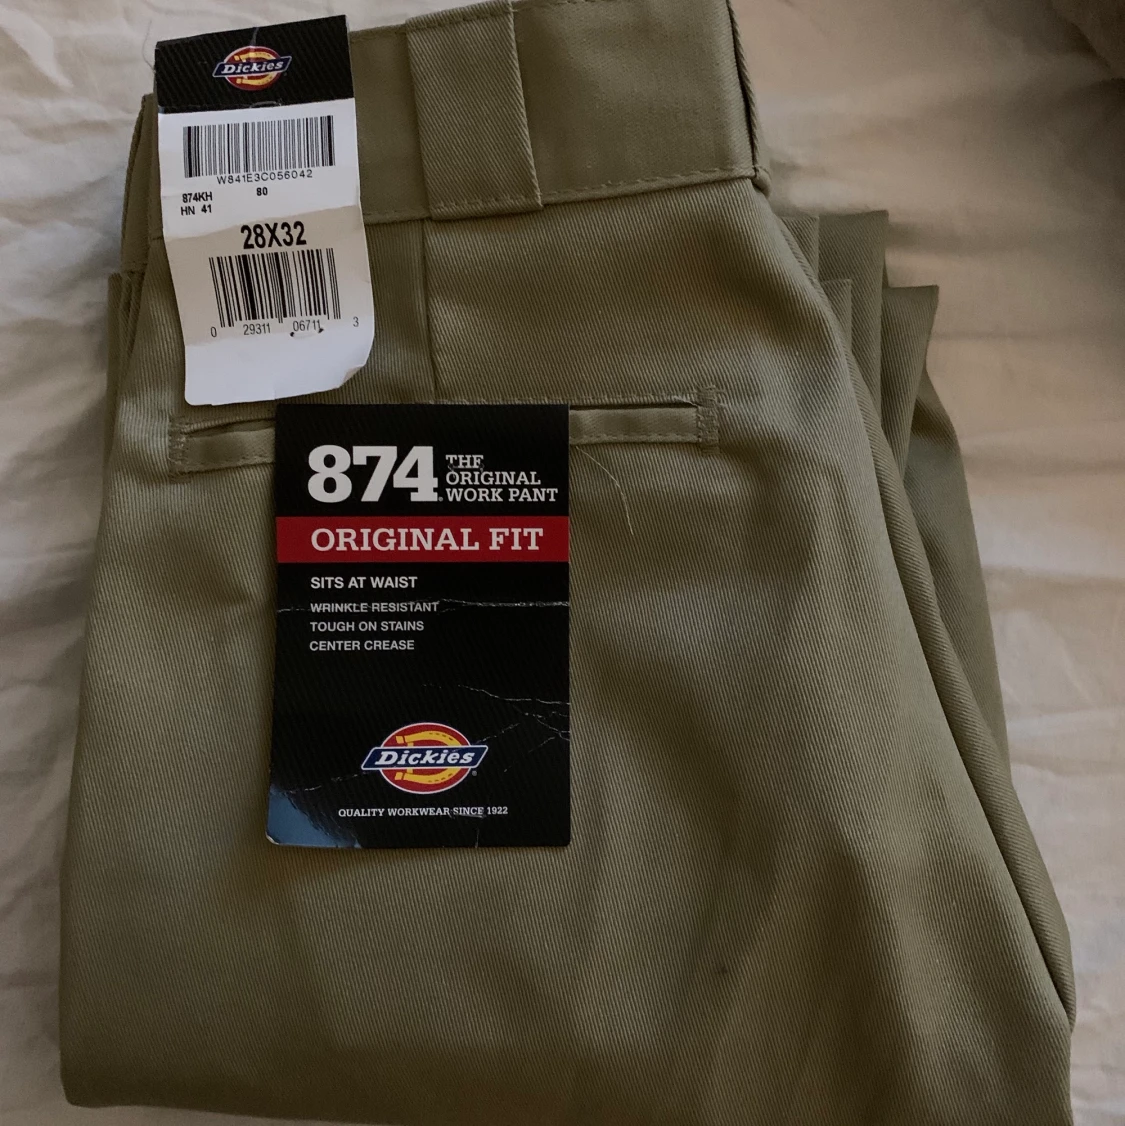 Dickies
W841E3C056042
874KH 80
HN 41
28X32
0 29311 06711 3
874 THE
ORIGINAL
WORK PANT
ORIGINAL FIT
SITS AT WAIST
WRINKLE RESISTANT
TOUGH ON STAINS
CENTER CREASE
Dickies
QUALITY WORKWEAR SINCE 1922